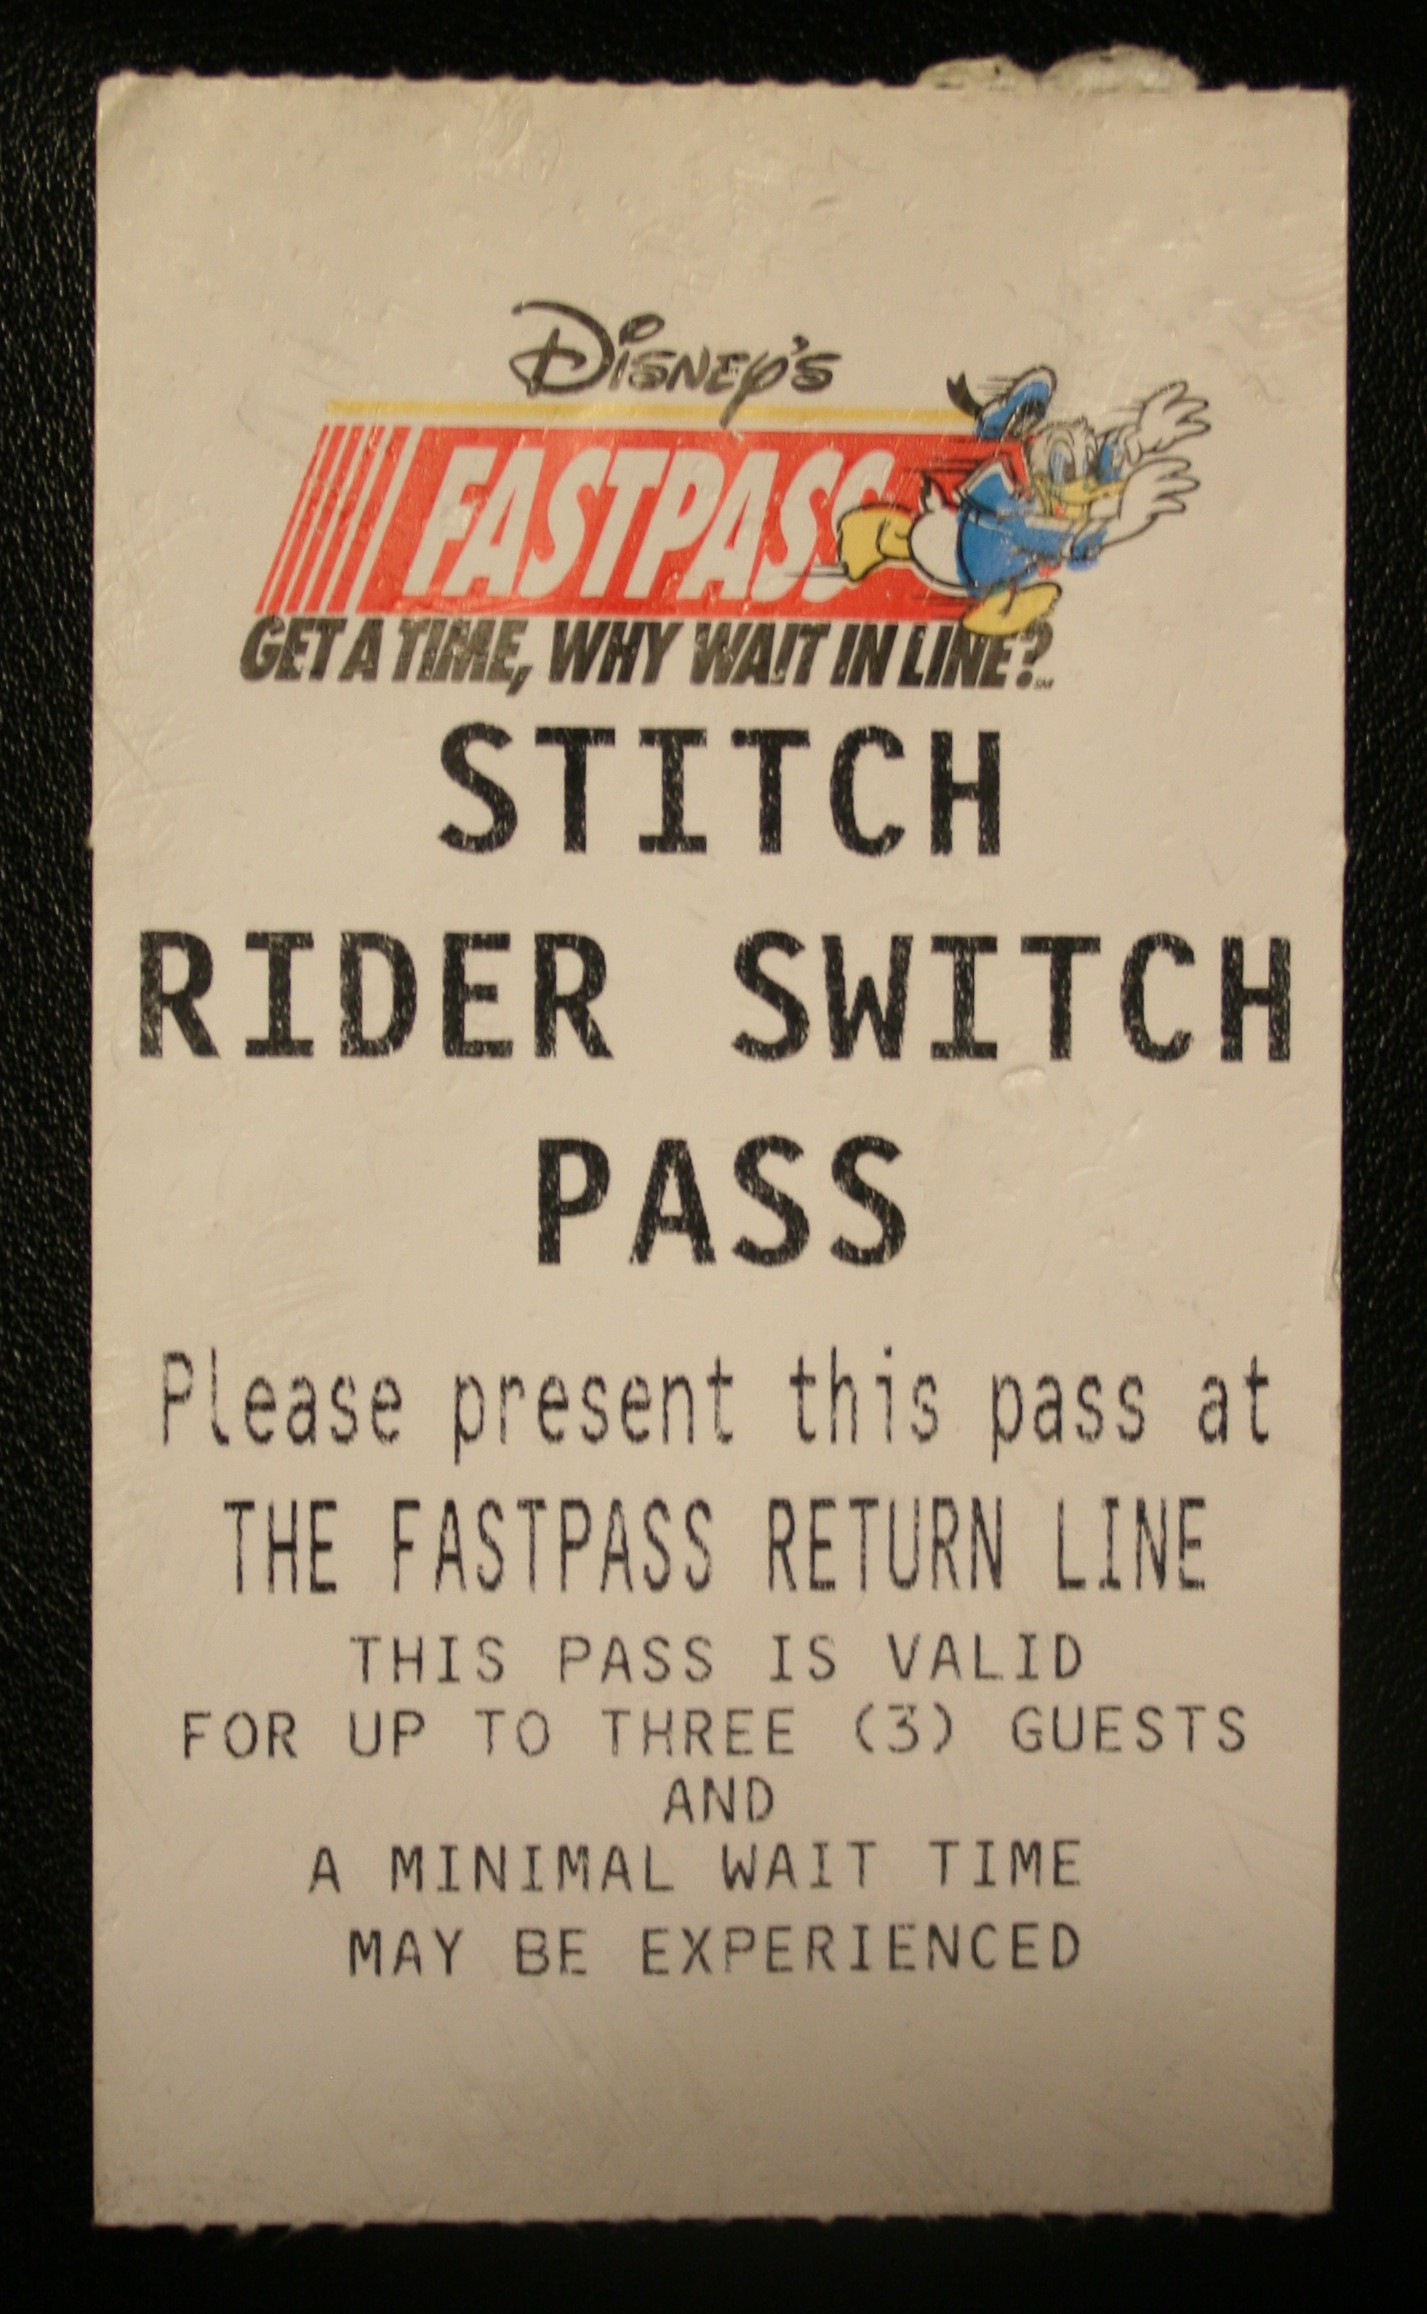 Disney's
FASTPASS
GET A TIME, WHY WAIT IN LINE? SM
STITCH
RIDER SWITCH
PASS
Please present this pass at
THE FASTPASS RETURN LINE
THIS PASS IS VALID
FOR UP TO THREE (3) GUESTS
AND
A MINIMAL WAIT TIME
MAY BE EXPERIENCED